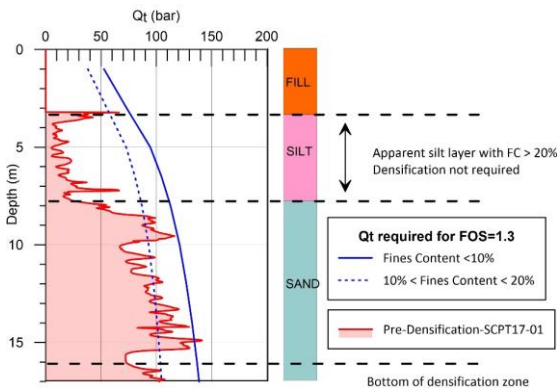 Qt (bar)
0 50 100 150 200
0
5
10
15
Depth (m)
FILL
SILT
SAND
Apparent silt layer with FC > 20%
Densification not required
Qt required for FOS=1.3
Fines Content <10%
10% < Fines Content < 20%
Pre-Densification-SCPT17-01
Bottom of densification zone